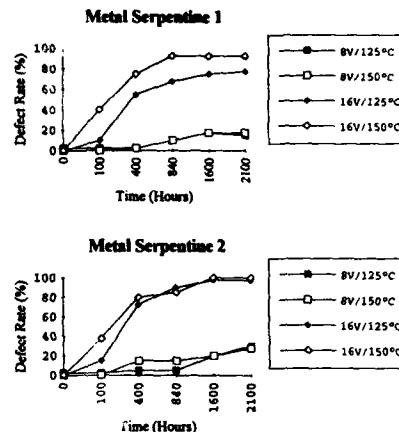 Metal Serpentine 1
Defect Rate (%)
100
80
60
40
20
0
0
100
400
840
1600
2100
Time (Hours)
8V/125°C
8V/150°C
16V/125°C
16V/150°C
Metal Serpentine 2
Defect Rate (%)
100
80
60
40
20
0
0
100
400
840
1600
2100
Time (Hours)
8V/125°C
8V/150°C
16V/125°C
16V/150°C